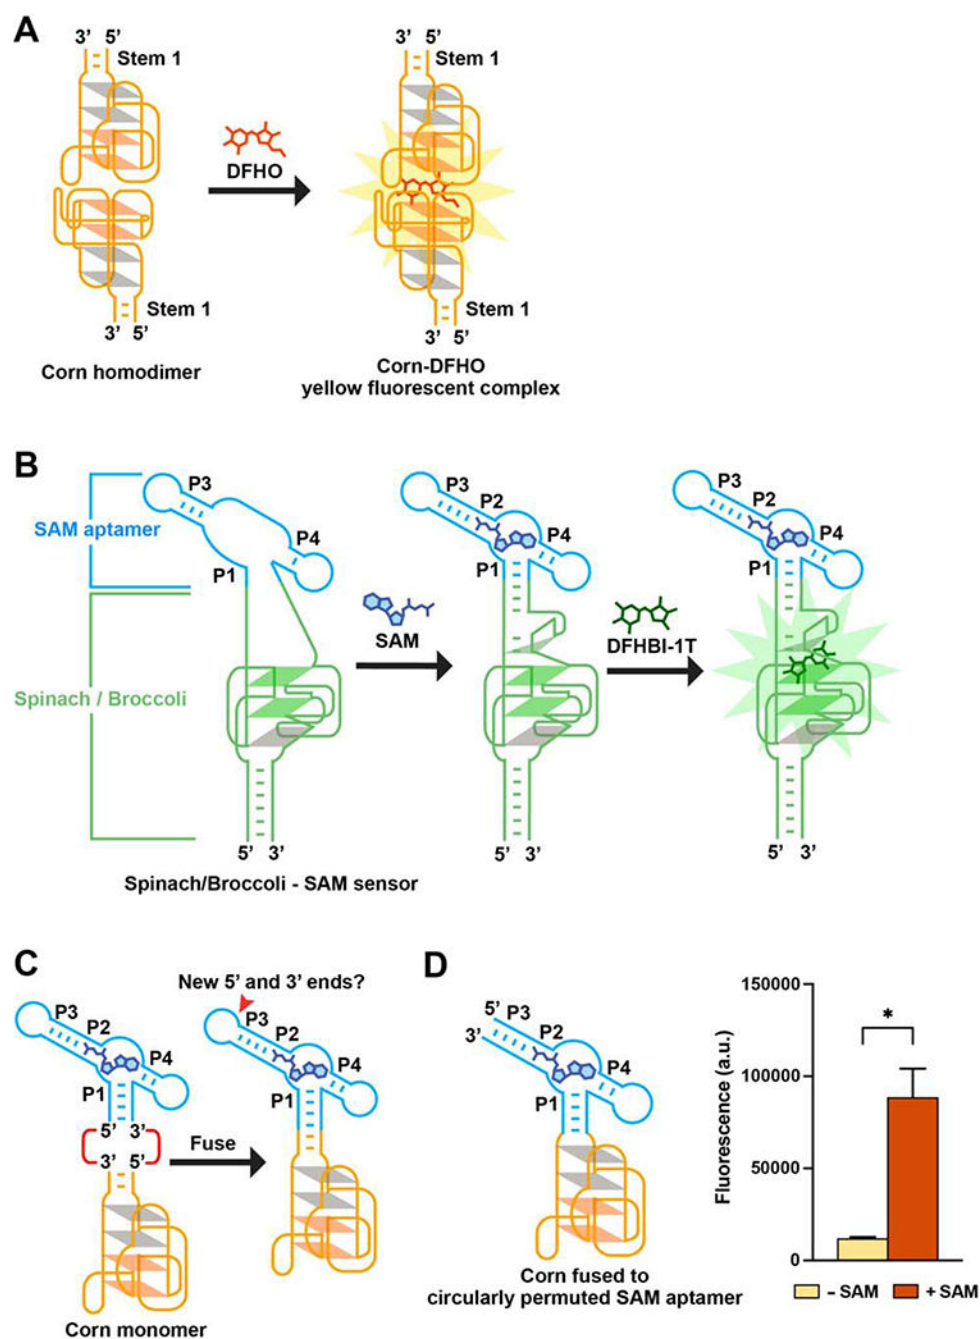 A
3’ 5’
Stem 1
DFHO
Stem 1
3’ 5’
Corn homodimer
3’ 5’
Stem 1
Stem 1
3’ 5’
Corn-DFHO
yellow fluorescent complex
B
SAM aptamer
Spinach / Broccoli
P3
P4
P1
5’ 3’
Spinach/Broccoli - SAM sensor
SAM
P3
P2
P4
P1
5’ 3’
DFHBI-1T
P3
P2
P4
P1
5’ 3’
C
P3
P2
P4
P1
5’ 3’
3’ 5’
Corn monomer
Fuse
New 5’ and 3’ ends?
P3
P2
P4
P1
D
5’
3’
P3
P2
P4
P1
Corn fused to
circularly permuted SAM aptamer
Fluorescence (a.u.)
150000
100000
50000
0
*
– SAM + SAM